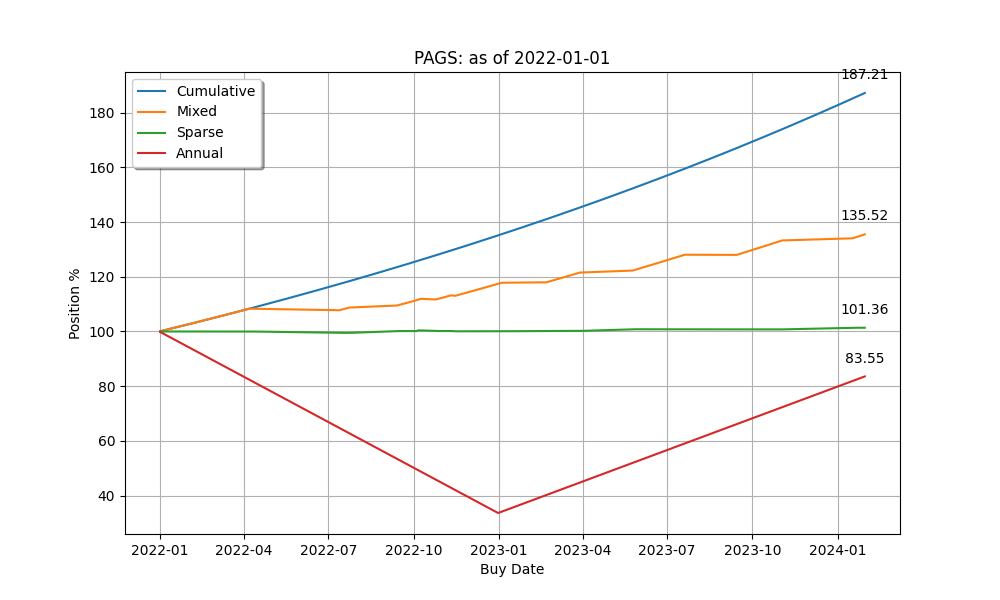 PAGS: as of 2022-01-01
187.21
Cumulative
Mixed
Sparse
Annual
180
160
140
120
100
80
60
40
135.52
101.36
83.55
Position %
2022-01 2022-04 2022-07 2022-10 2023-01 2023-04 2023-07 2023-10 2024-01
Buy Date